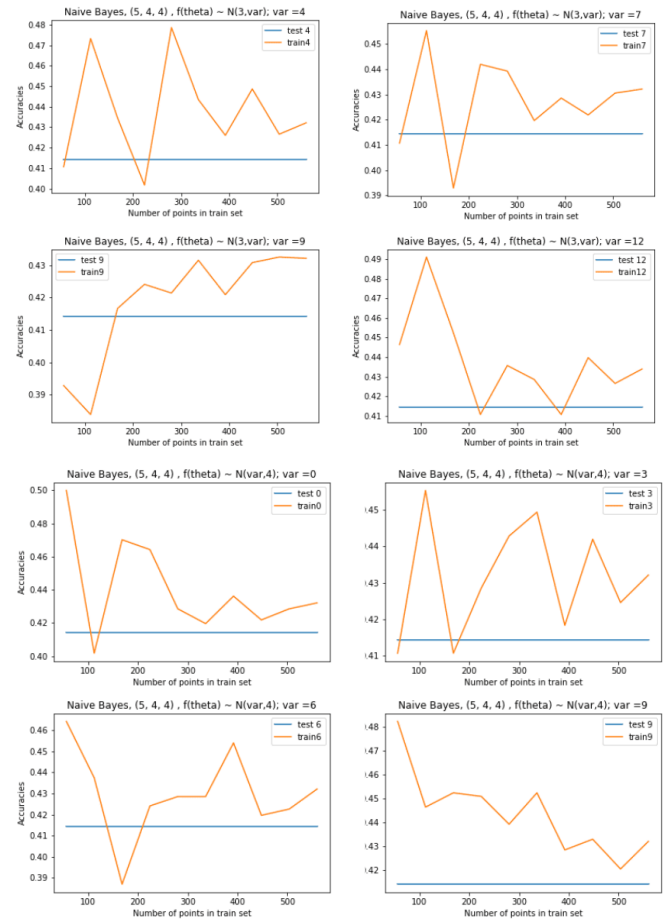 Naive Bayes, (5, 4, 4) , f(theta) ~ N(3,var); var =4
test 4
train4
0.48
0.47
0.46
0.45
0.44
0.43
0.42
0.41
0.40
Accuracies
100 200 300 400 500
Number of points in train set
Naive Bayes, (5, 4, 4) , f(theta) ~ N(3,var); var =7
test 7
train7
0.45
0.44
0.43
0.42
0.41
0.40
0.39
Accuracies
100 200 300 400 500
Number of points in train set
Naive Bayes, (5, 4, 4) , f(theta) ~ N(3,var); var =9
test 9
train9
0.43
0.42
0.41
0.40
0.39
Accuracies
100 200 300 400 500
Number of points in train set
Naive Bayes, (5, 4, 4) , f(theta) ~ N(3,var); var =12
test 12
train12
0.49
0.48
0.47
0.46
0.45
0.44
0.43
0.42
0.41
Accuracies
100 200 300 400 500
Number of points in train set
Naive Bayes, (5, 4, 4) , f(theta) ~ N(var,4); var =0
test 0
train0
0.50
0.48
0.46
0.44
0.42
0.40
Accuracies
100 200 300 400 500
Number of points in train set
Naive Bayes, (5, 4, 4) , f(theta) ~ N(var,4); var =3
test 3
train3
.45
.44
.43
.42
.41
100 200 300 400 500
Number of points in train set
Naive Bayes, (5, 4, 4) , f(theta) ~ N(var,4); var =6
test 6
train6
0.46
0.45
0.44
0.43
0.42
0.41
0.40
0.39
Accuracies
100 200 300 400 500
Number of points in train set
Naive Bayes, (5, 4, 4) , f(theta) ~ N(var,4); var =9
test 9
train9
.48
.47
.46
.45
.44
.43
.42
100 200 300 400 500
Number of points in train set